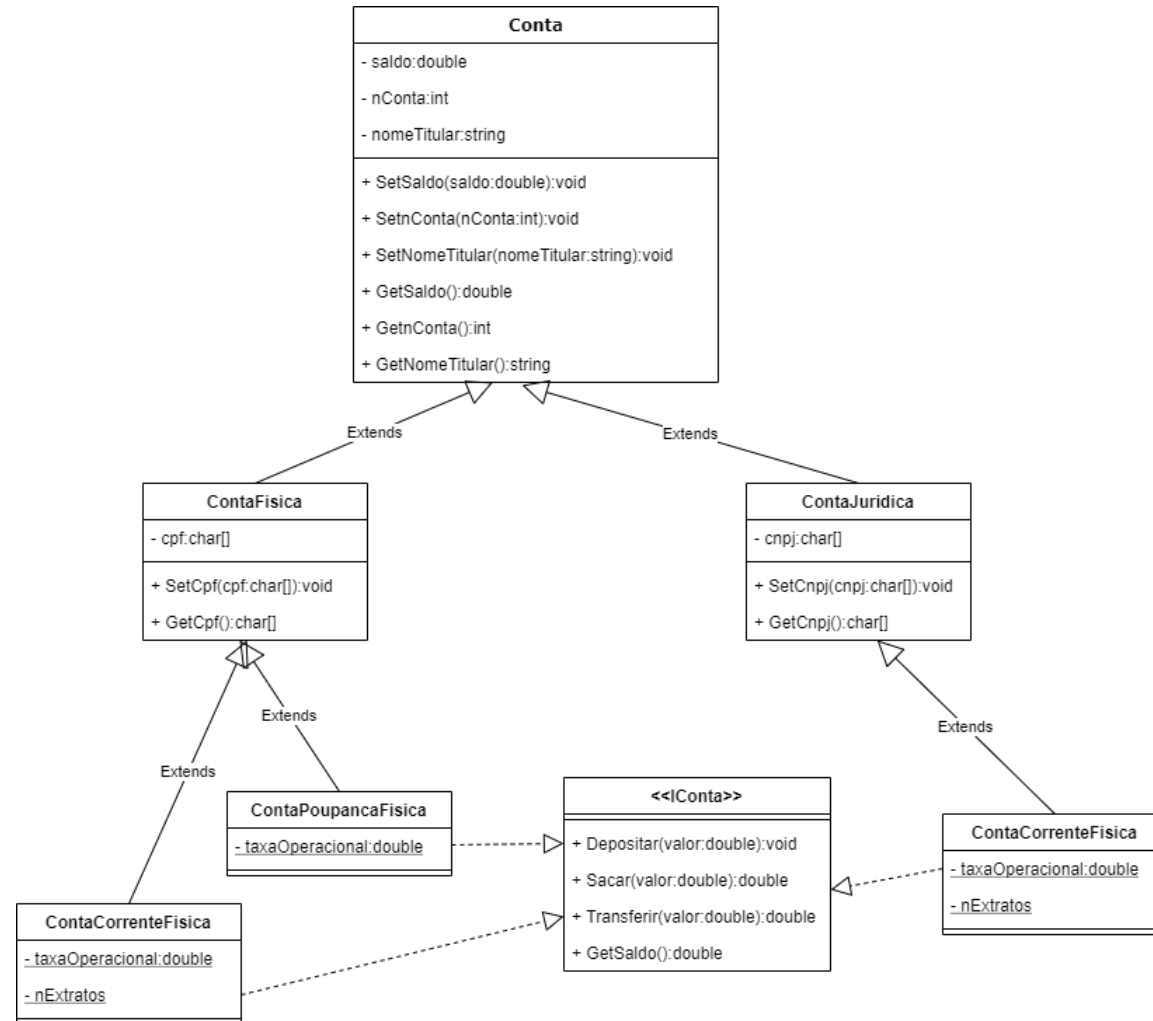 Conta
- saldo:double
- nConta:int
- nomeTitular:string
+ SetSaldo(saldo:double):void
+ SetnConta(nConta:int):void
+ SetNomeTitular(nomeTitular:string):void
+ GetSaldo():double
+ GetnConta():int
+ GetNomeTitular():string
Extends
Extends
ContaFisica
- cpf:char[]
+ SetCpf(cpf:char[]):void
+ GetCpf():char[]
ContaJuridica
- cnpj:char[]
+ SetCnpj(cnpj:char[]):void
+ GetCnpj():char[]
Extends
Extends
Extends
ContaPoupancaFisica
- taxaOperacional:double
<<IConta>>
+ Depositar(valor:double):void
+ Sacar(valor:double):double
+ Transferir(valor:double):double
+ GetSaldo():double
ContaCorrenteFisica
- taxaOperacional:double
- nExtratos
ContaCorrenteFisica
- taxaOperacional:double
- nExtratos